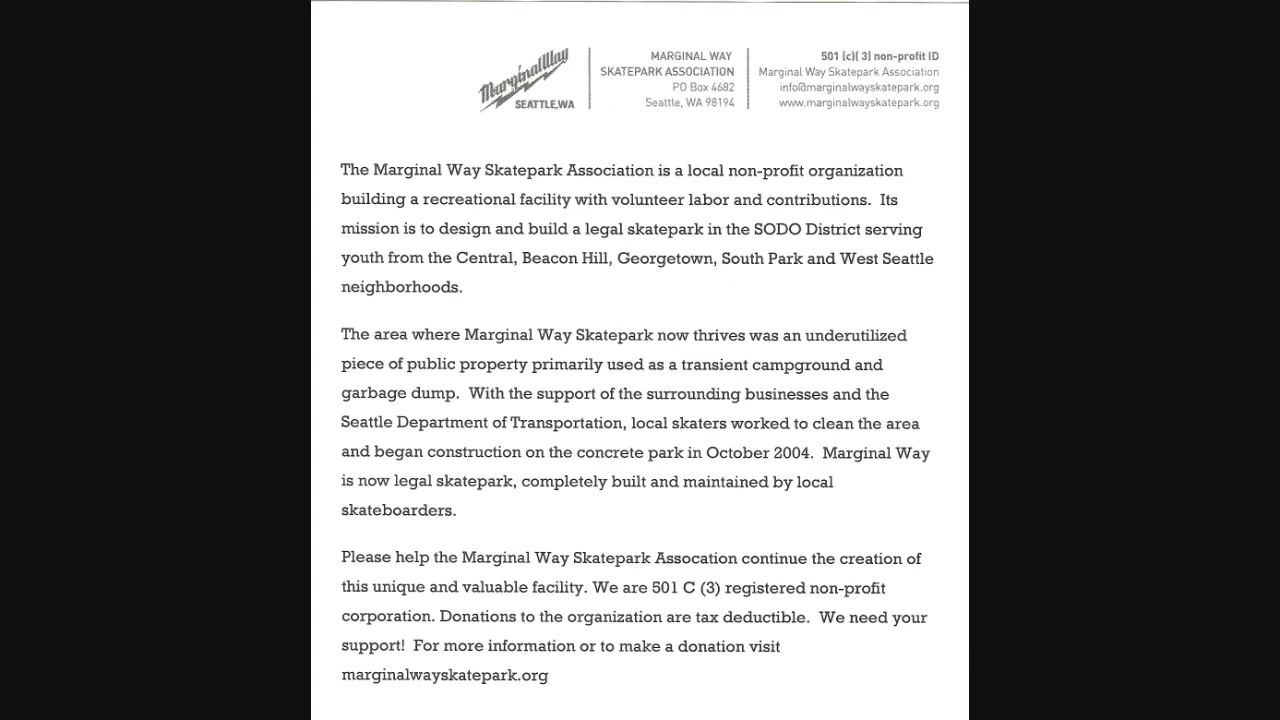 Marginal Way
SEATTLE,WA
MARGINAL WAY
SKATEPARK ASSOCIATION
PO Box 4682
Seattle, WA 98194
501 (c)( 3) non-profit ID
Marginal Way Skatepark Association
info@marginalwayskatepark.org
www.marginalwayskatepark.org
The Marginal Way Skatepark Association is a local non-profit organization
building a recreational facility with volunteer labor and contributions.  Its
mission is to design and build a legal skatepark in the SODO District serving
youth from the Central, Beacon Hill, Georgetown, South Park and West Seattle
neighborhoods.
The area where Marginal Way Skatepark now thrives was an underutilized
piece of public property primarily used as a transient campground and
garbage dump.  With the support of the surrounding businesses and the
Seattle Department of Transportation, local skaters worked to clean the area
and began construction on the concrete park in October 2004.  Marginal Way
is now legal skatepark, completely built and maintained by local
skateboarders.
Please help the Marginal Way Skatepark Assocation continue the creation of
this unique and valuable facility. We are 501 C (3) registered non-profit
corporation. Donations to the organization are tax deductible.  We need your
support!  For more information or to make a donation visit
marginalwayskatepark.org